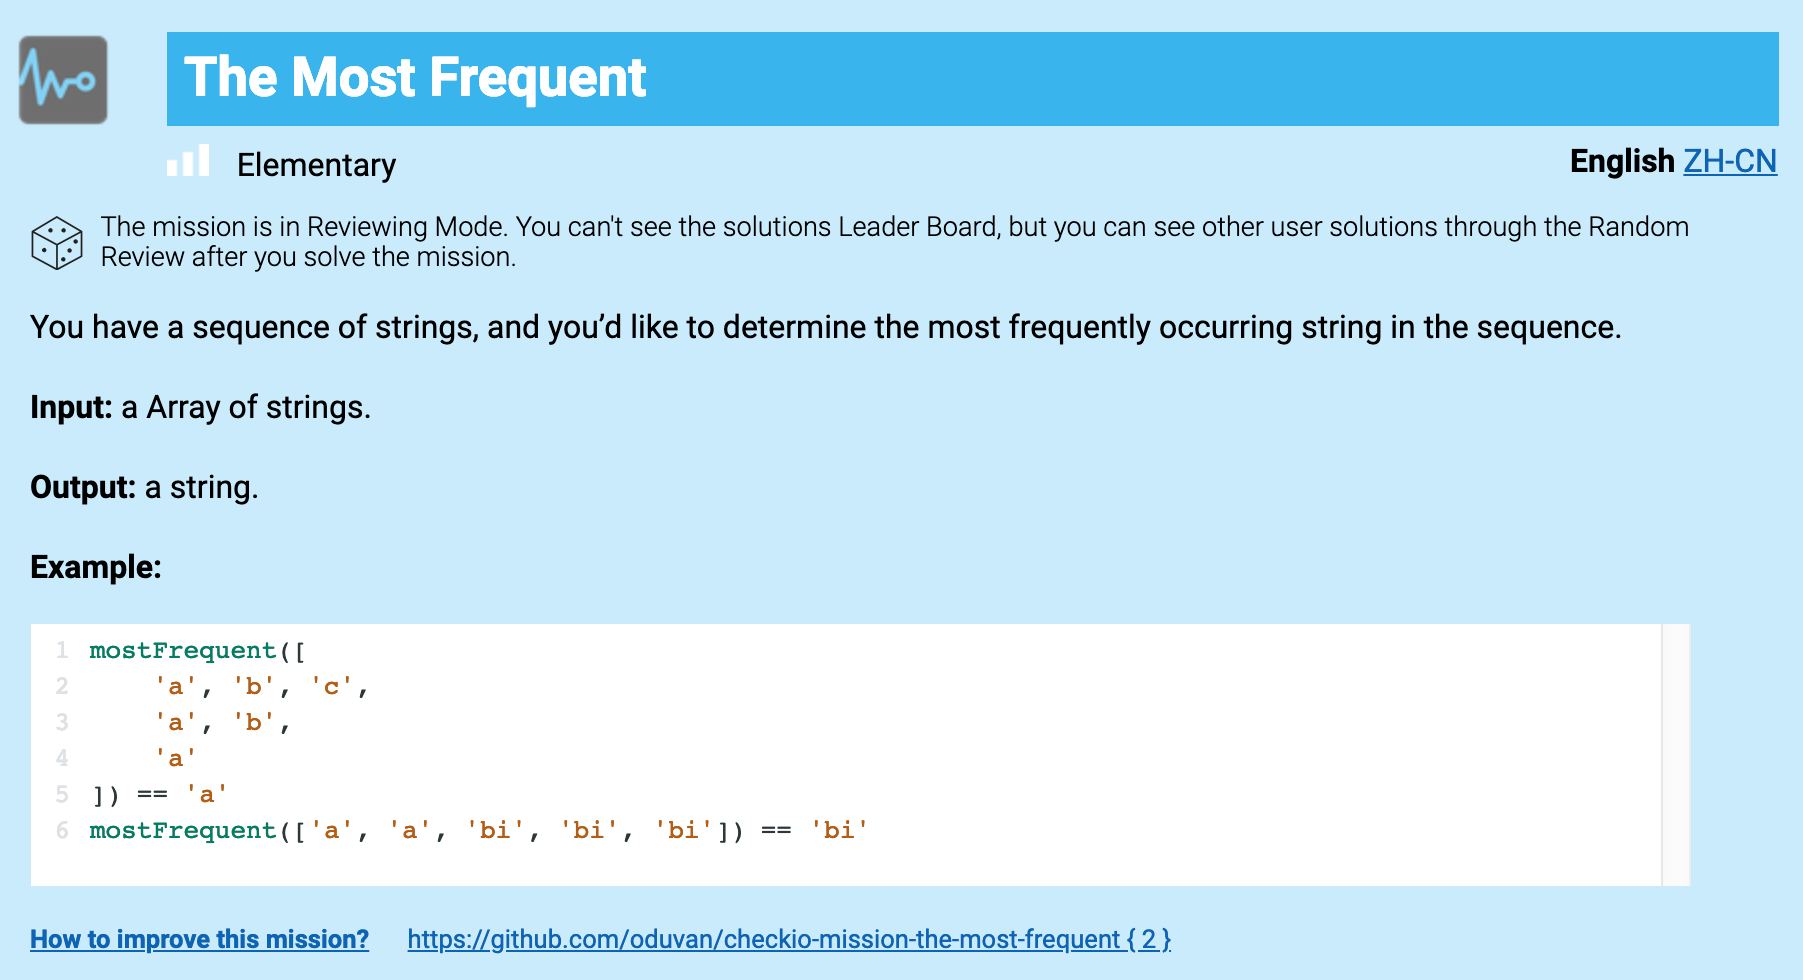 The Most Frequent
Elementary
English ZH-CN
The mission is in Reviewing Mode. You can't see the solutions Leader Board, but you can see other user solutions through the Random
Review after you solve the mission.
You have a sequence of strings, and you’d like to determine the most frequently occurring string in the sequence.
Input: a Array of strings.
Output: a string.
Example:
1 mostFrequent([
2     'a', 'b', 'c',
3     'a', 'b',
4     'a'
5 ]) == 'a'
6 mostFrequent(['a', 'a', 'bi', 'bi', 'bi']) == 'bi'
How to improve this mission? https://github.com/oduvan/checkio-mission-the-most-frequent { 2 }